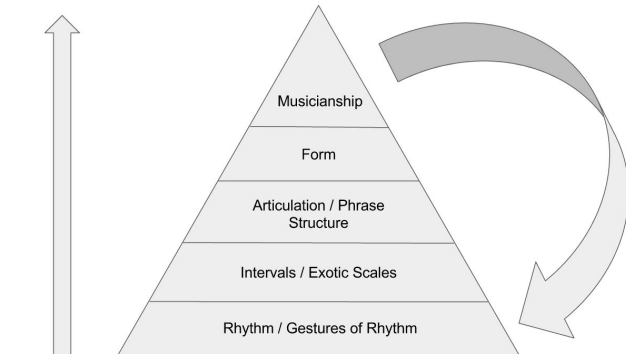 Musicianship
Form
Articulation / Phrase
Structure
Intervals / Exotic Scales
Rhythm / Gestures of Rhythm